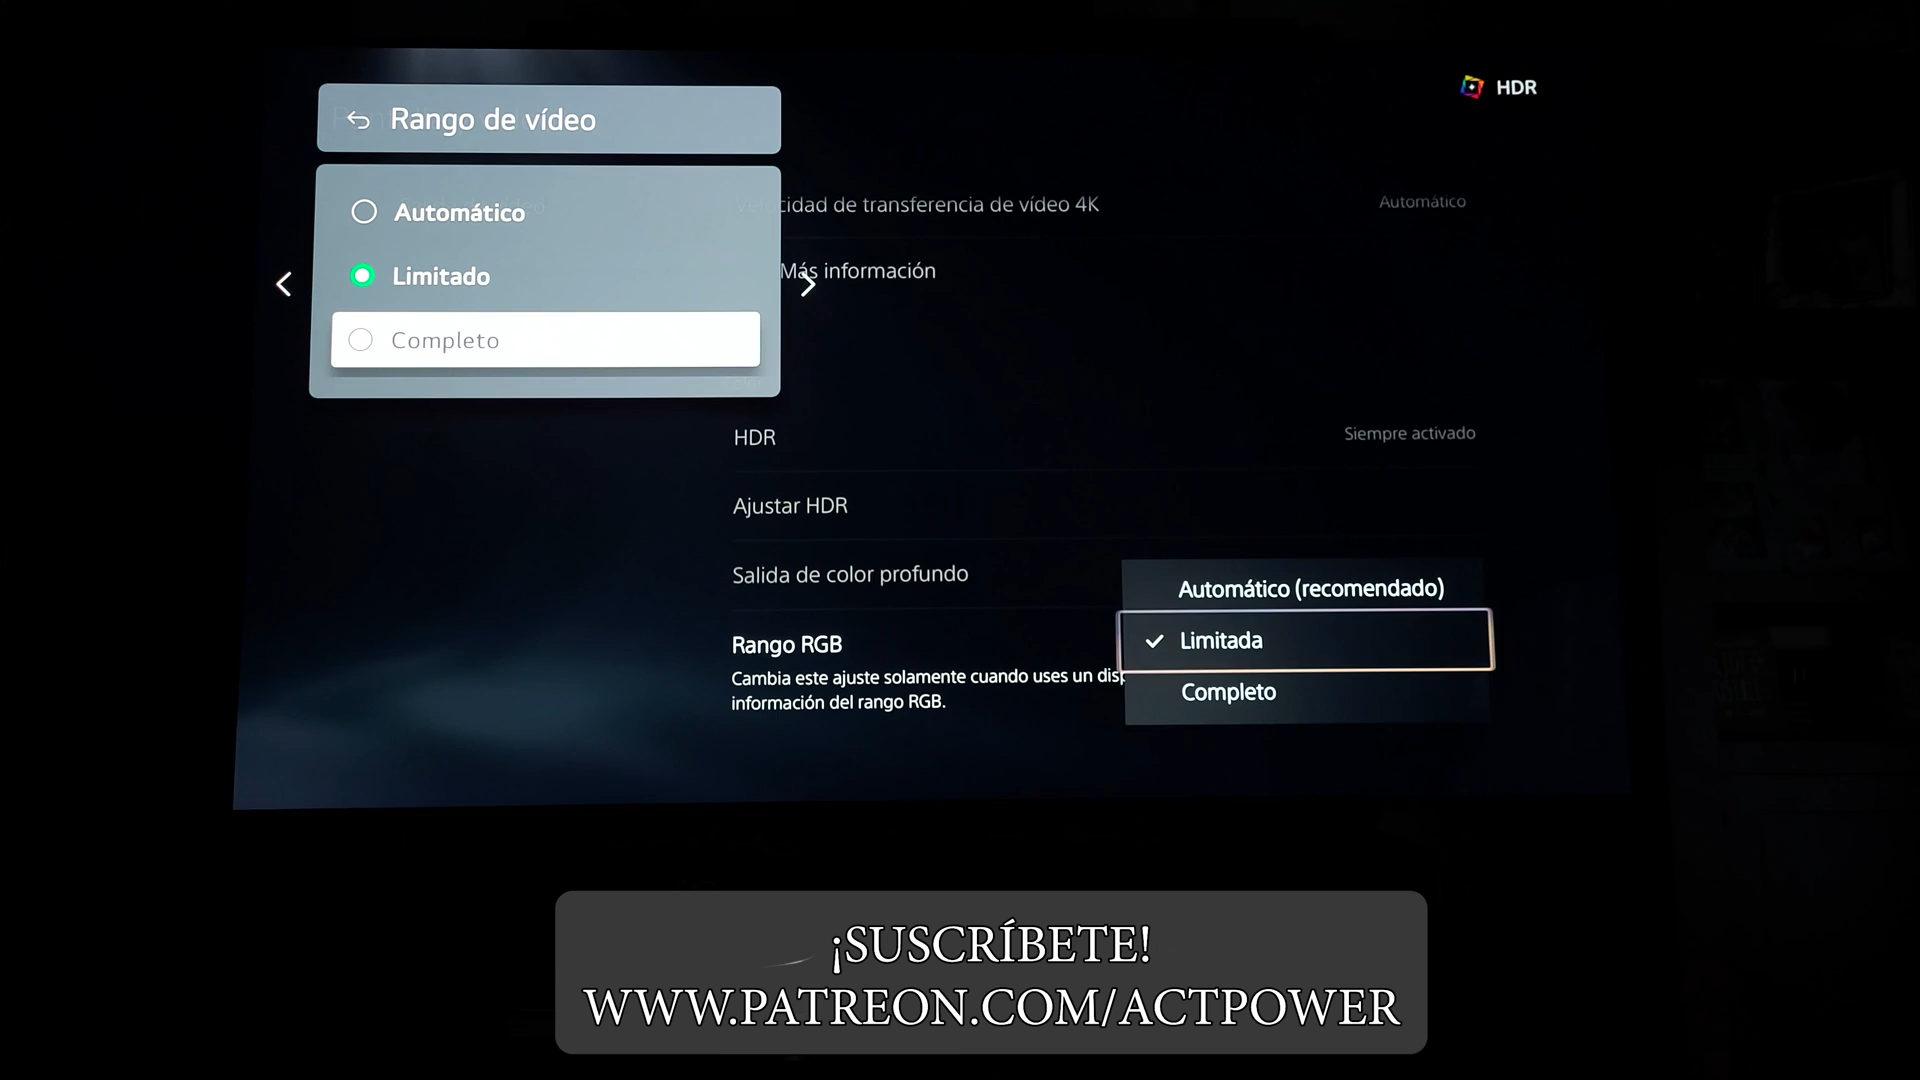 Rango de vídeo
HDR
Automático
Limitado
Completo
Velocidad de transferencia de vídeo 4K
Automático
Más información
HDR
Siempre activado
Ajustar HDR
Salida de color profundo
Automático (recomendado)
Limitada
Completo
Rango RGB
Cambia este ajuste solamente cuando uses un disp
información del rango RGB.
¡SUSCRÍBETE!
WWW.PATREON.COM/ACTPOWER